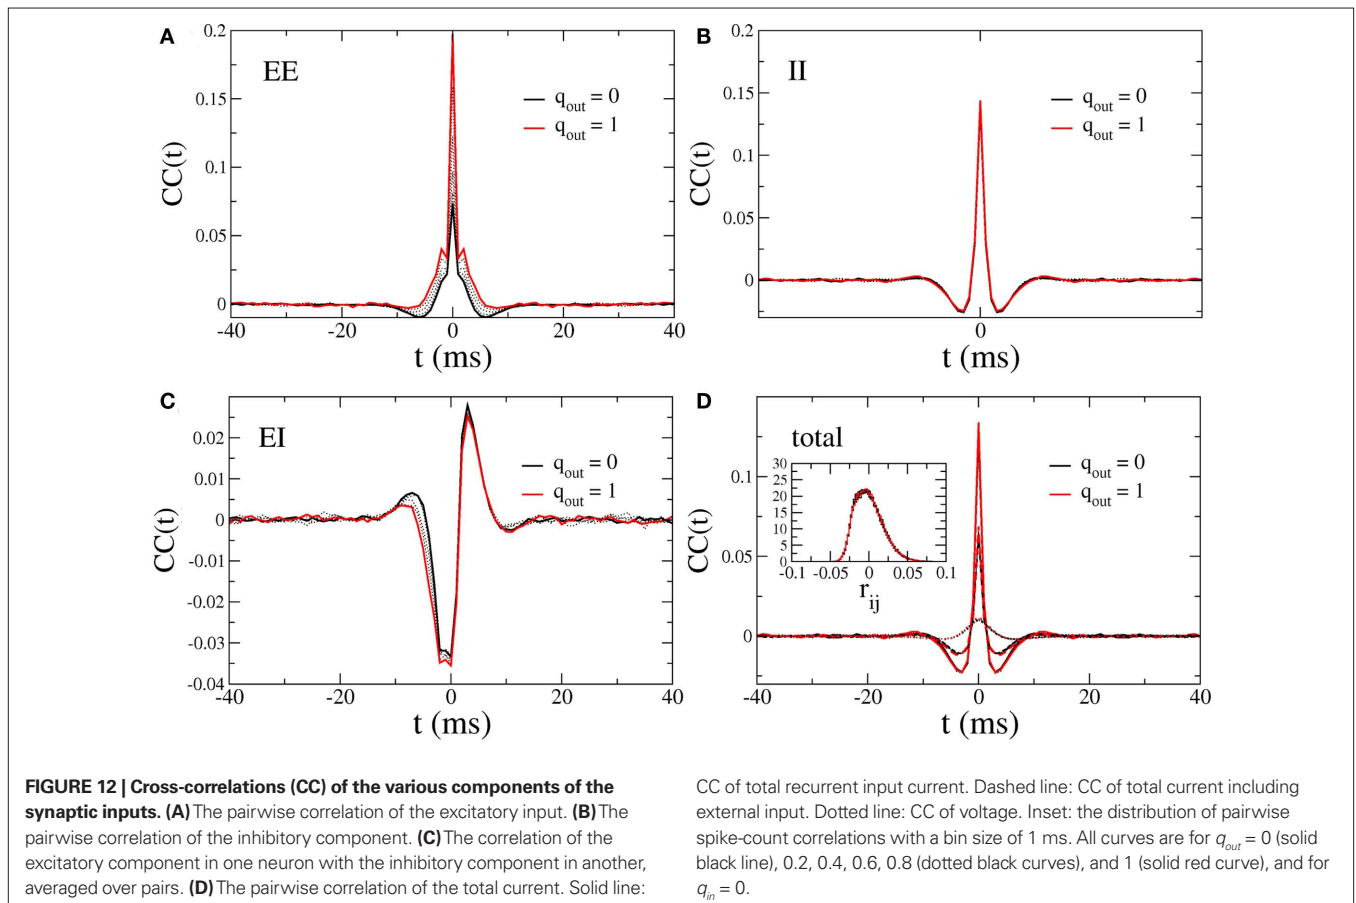 A
0.2
0.15
0.1
0.05
0
CC(t)
EE
q_out = 0
q_out = 1
-40
-20
0
20
40
t (ms)
B
0.2
0.15
0.1
0.05
0
CC(t)
II
q_out = 0
q_out = 1
0
t (ms)
C
0.02
0.01
0
-0.01
-0.02
-0.03
-0.04
CC(t)
EI
q_out = 0
q_out = 1
-40
-20
0
20
40
t (ms)
D
0.1
0.05
0
CC(t)
total
30
25
20
15
10
5
0
-0.1
-0.05
0
0.05
0.1
r_ij
q_out = 0
q_out = 1
-40
-20
0
20
40
t (ms)
FIGURE 12 | Cross-correlations (CC) of the various components of the
synaptic inputs. (A) The pairwise correlation of the excitatory input. (B) The
pairwise correlation of the inhibitory component. (C) The correlation of the
excitatory component in one neuron with the inhibitory component in another,
averaged over pairs. (D) The pairwise correlation of the total current. Solid line:
CC of total recurrent input current. Dashed line: CC of total current including
external input. Dotted line: CC of voltage. Inset: the distribution of pairwise
spike-count correlations with a bin size of 1 ms. All curves are for q_out = 0 (solid
black line), 0.2, 0.4, 0.6, 0.8 (dotted black curves), and 1 (solid red curve), and for
q_in = 0.